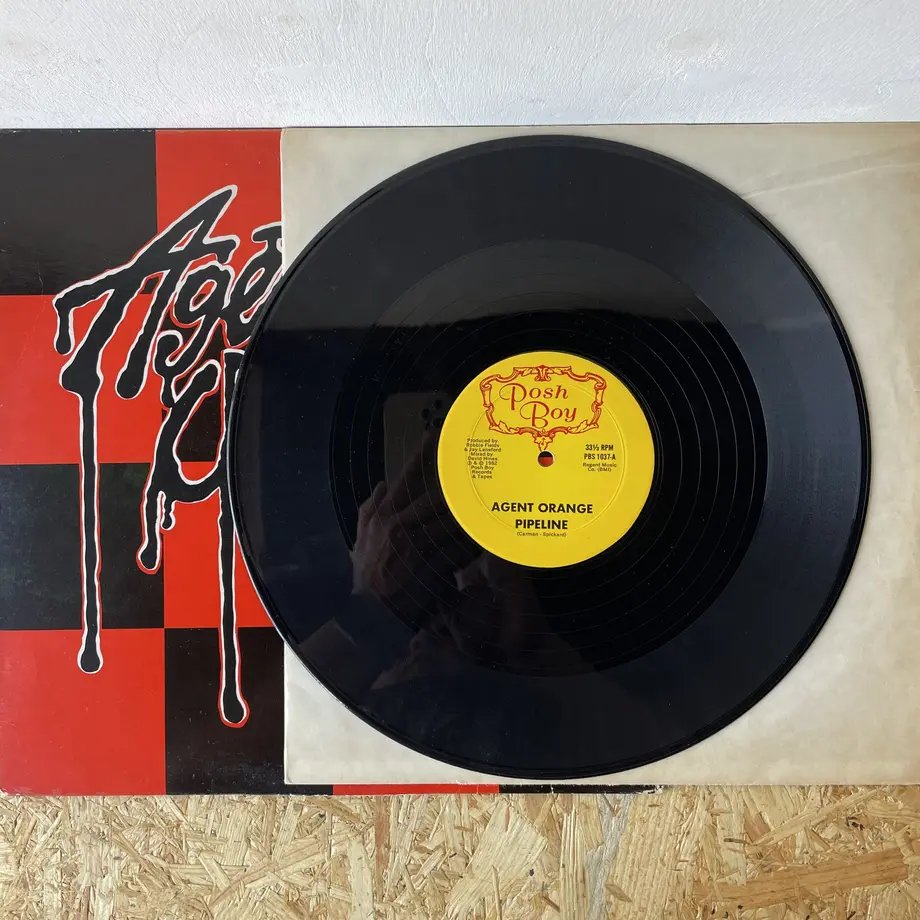 Age
O
Posh
Boy
Produced by
Robbie Fields
& Jay Lansford
Mixed by
David Hines
℗ & © 1982
Posh Boy
Records
& Tapes
33⅓ RPM
PBS 1037-A
Regent Music
Co. (BMI)
AGENT ORANGE
PIPELINE
(Carman - Spickard)